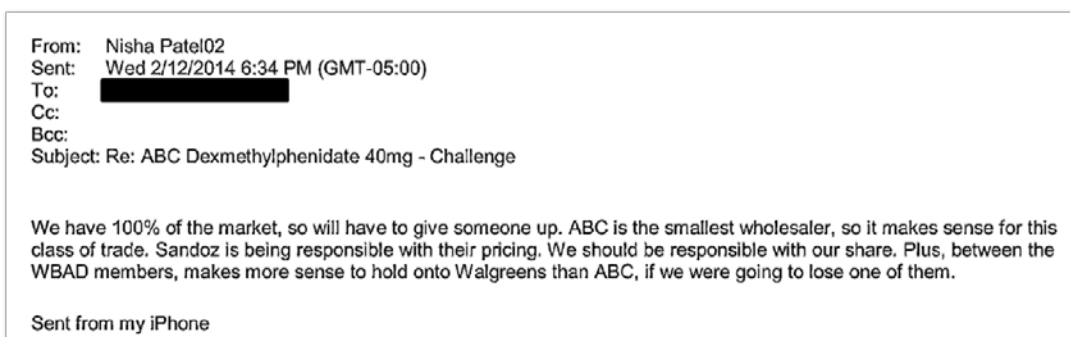 From: Nisha Patel02
Sent: Wed 2/12/2014 6:34 PM (GMT-05:00)
To:
Cc:
Bcc:
Subject: Re: ABC Dexmethylphenidate 40mg - Challenge
We have 100% of the market, so will have to give someone up. ABC is the smallest wholesaler, so it makes sense for this
class of trade. Sandoz is being responsible with their pricing. We should be responsible with our share. Plus, between the
WBAD members, makes more sense to hold onto Walgreens than ABC, if we were going to lose one of them.
Sent from my iPhone